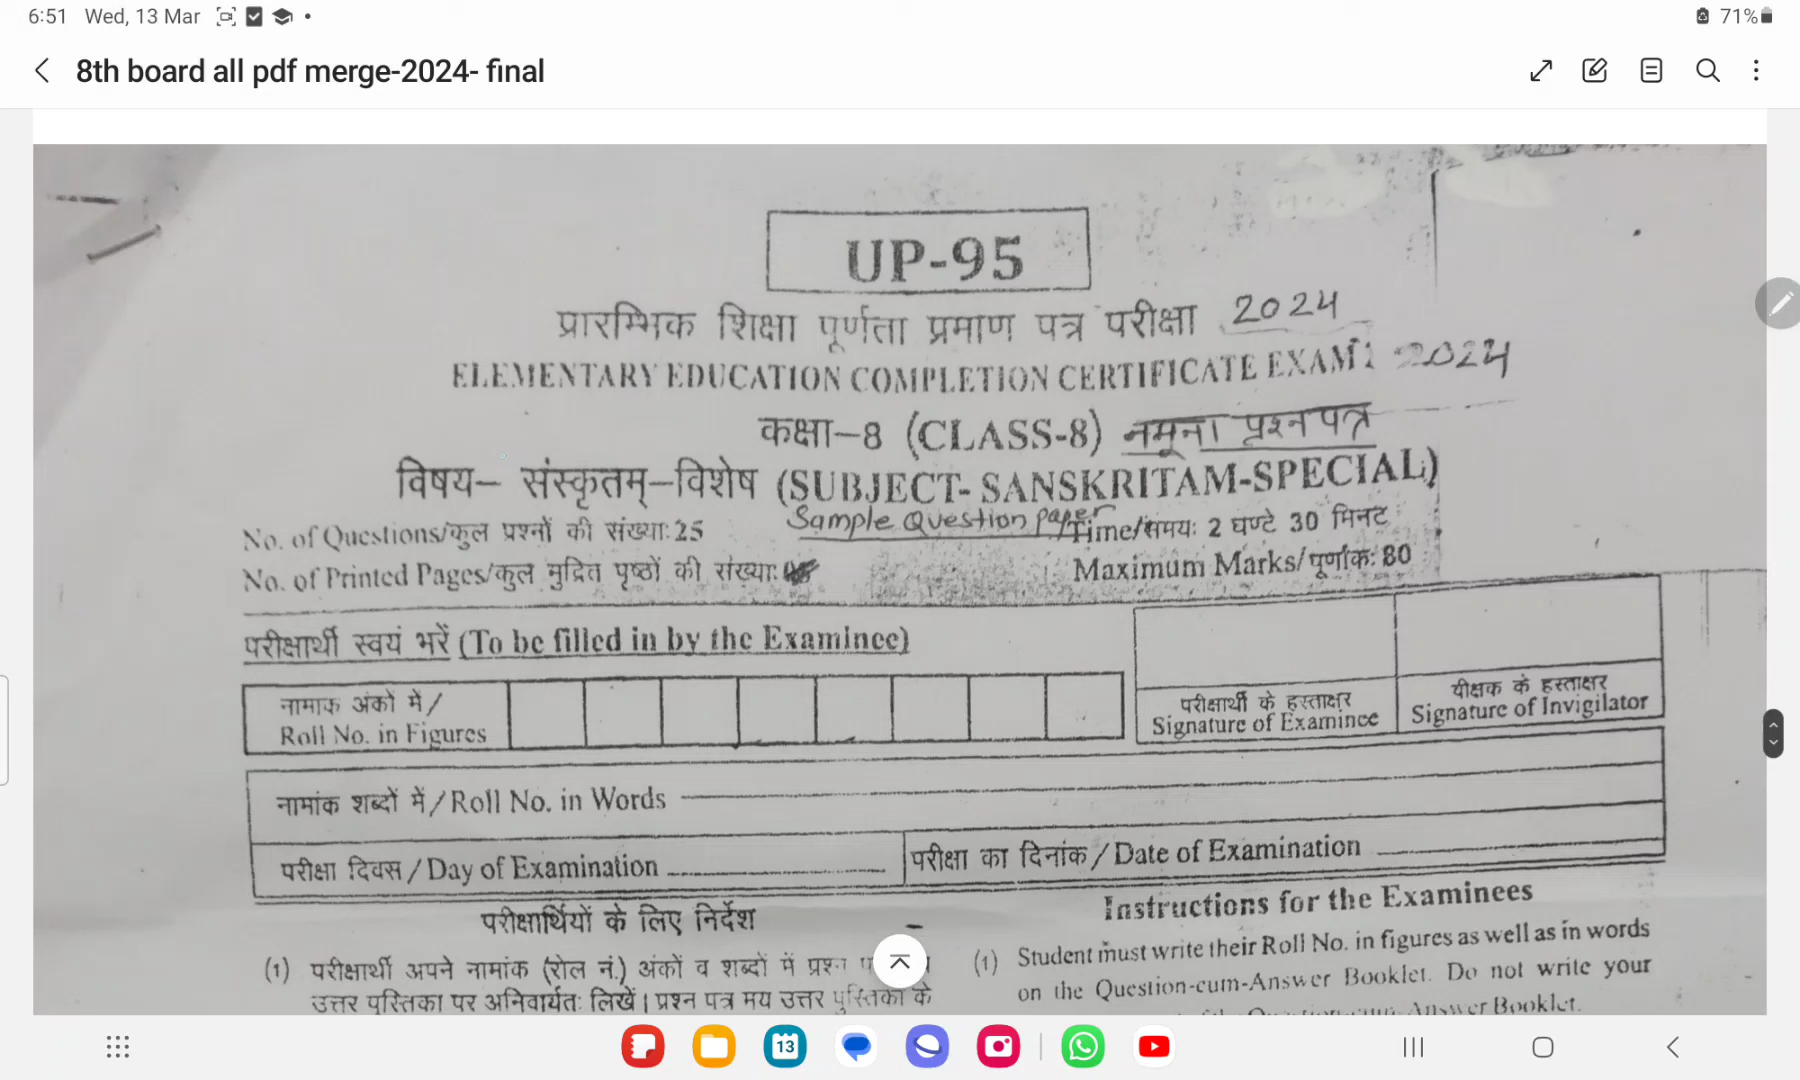 6:51 Wed, 13 Mar
71%
8th board all pdf merge-2024- final
UP-95
प्रारम्भिक शिक्षा पूर्णता प्रमाण पत्र परीक्षा 2024
ELEMENTARY EDUCATION COMPLETION CERTIFICATE EXAM 2024
कक्षा-8 (CLASS-8) नमूना प्रश्न पत्र
विषय- संस्कृतम्-विशेष (SUBJECT- SANSKRITAM-SPECIAL)
Sample Question paper
No. of Questions/कुल प्रश्नों की संख्या: 25
Time/समय: 2 घण्टे 30 मिनट
No. of Printed Pages/कुल मुद्रित पृष्ठों की संख्या:
Maximum Marks/पूर्णांक: 80
परीक्षार्थी स्वयं भरें (To be filled in by the Examinee)
नामाक अंकों में/
Roll No. in Figures
परीक्षार्थी के हस्ताक्षर
Signature of Examinee
वीक्षक के हस्ताक्षर
Signature of Invigilator
नामांक शब्दों में/Roll No. in Words
परीक्षा दिवस/Day of Examination
परीक्षा का दिनांक/Date of Examination
परीक्षार्थियों के लिए निर्देश
(1) परीक्षार्थी अपने नामांक (रोल नं.) अंकों व शब्दों में प्रश्न
उत्तर पुस्तिका पर अनिवार्यतः लिखें। प्रश्न पत्र मय उत्तर पुस्तिका के
Instructions for the Examinees
(1) Student must write their Roll No. in figures as well as in words
on the Question-cum-Answer Booklet. Do not write your
Answer Booklet.
13